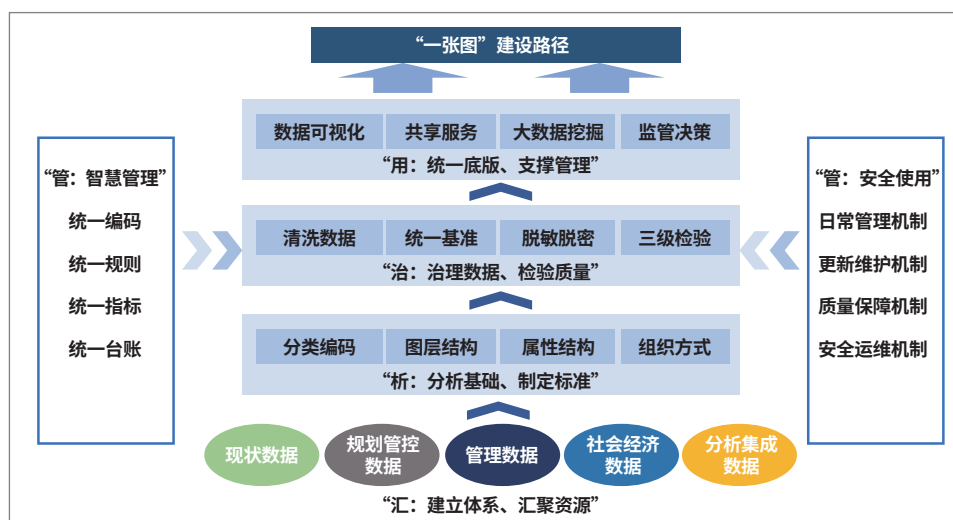 “一张图”建设路径
数据可视化
共享服务
大数据挖掘
监管决策
“用：统一底版、支撑管理”
“管：智慧管理”
统一编码
统一规则
统一指标
统一台账
清洗数据
统一基准
脱敏脱密
三级检验
“治：治理数据、检验质量”
“管：安全使用”
日常管理机制
更新维护机制
质量保障机制
安全运维机制
分类编码
图层结构
属性结构
组织方式
“析：分析基础、制定标准”
现状数据
规划管控
数据
管理数据
社会经济
数据
分析集成
数据
“汇：建立体系、汇聚资源”